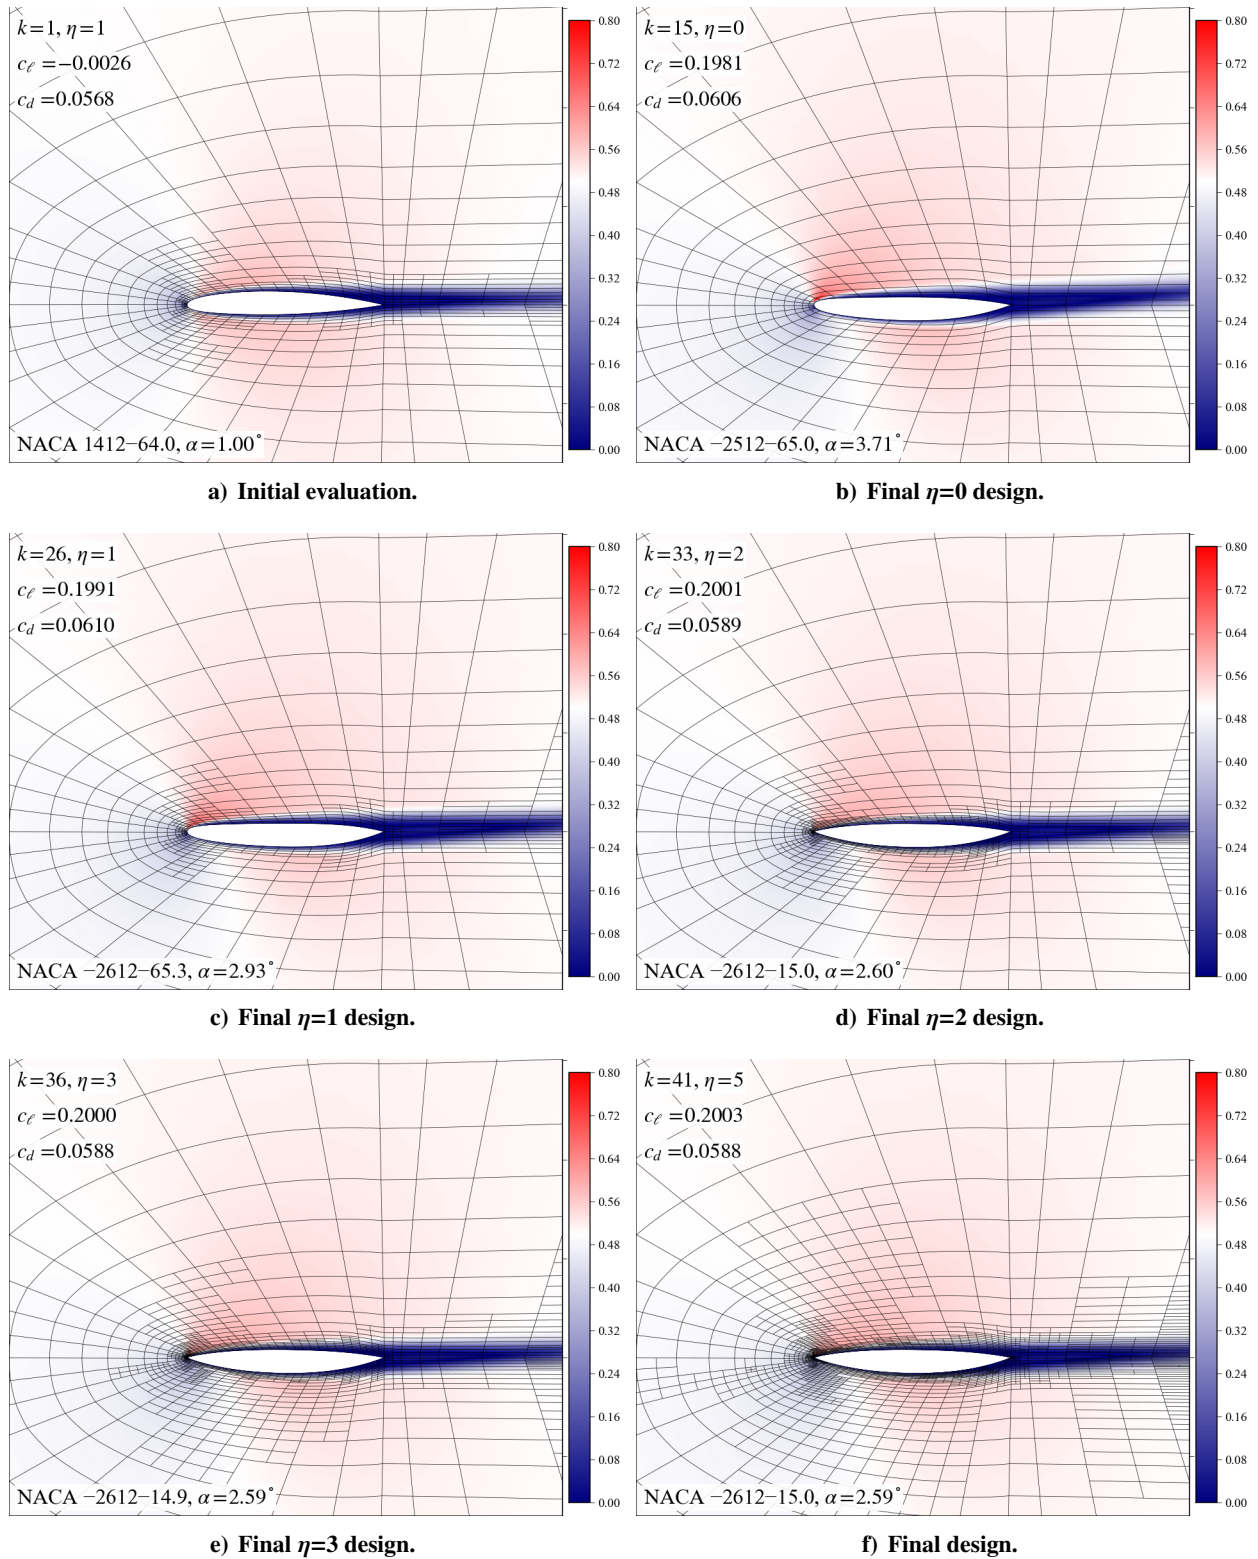 k=1, η=1
cℓ=−0.0026
cd=0.0568
NACA 1412−64.0, α=1.00°
0.80
0.72
0.64
0.56
0.48
0.40
0.32
0.24
0.16
0.08
0.00
a) Initial evaluation.
k=15, η=0
cℓ=0.1981
cd=0.0606
NACA −2512−65.0, α=3.71°
0.80
0.72
0.64
0.56
0.48
0.40
0.32
0.24
0.16
0.08
0.00
b) Final η=0 design.
k=26, η=1
cℓ=0.1991
cd=0.0610
NACA −2612−65.3, α=2.93°
0.80
0.72
0.64
0.56
0.48
0.40
0.32
0.24
0.16
0.08
0.00
c) Final η=1 design.
k=33, η=2
cℓ=0.2001
cd=0.0589
NACA −2612−15.0, α=2.60°
0.80
0.72
0.64
0.56
0.48
0.40
0.32
0.24
0.16
0.08
0.00
d) Final η=2 design.
k=36, η=3
cℓ=0.2000
cd=0.0588
NACA −2612−14.9, α=2.59°
0.80
0.72
0.64
0.56
0.48
0.40
0.32
0.24
0.16
0.08
0.00
e) Final η=3 design.
k=41, η=5
cℓ=0.2003
cd=0.0588
NACA −2612−15.0, α=2.59°
0.80
0.72
0.64
0.56
0.48
0.40
0.32
0.24
0.16
0.08
0.00
f) Final design.